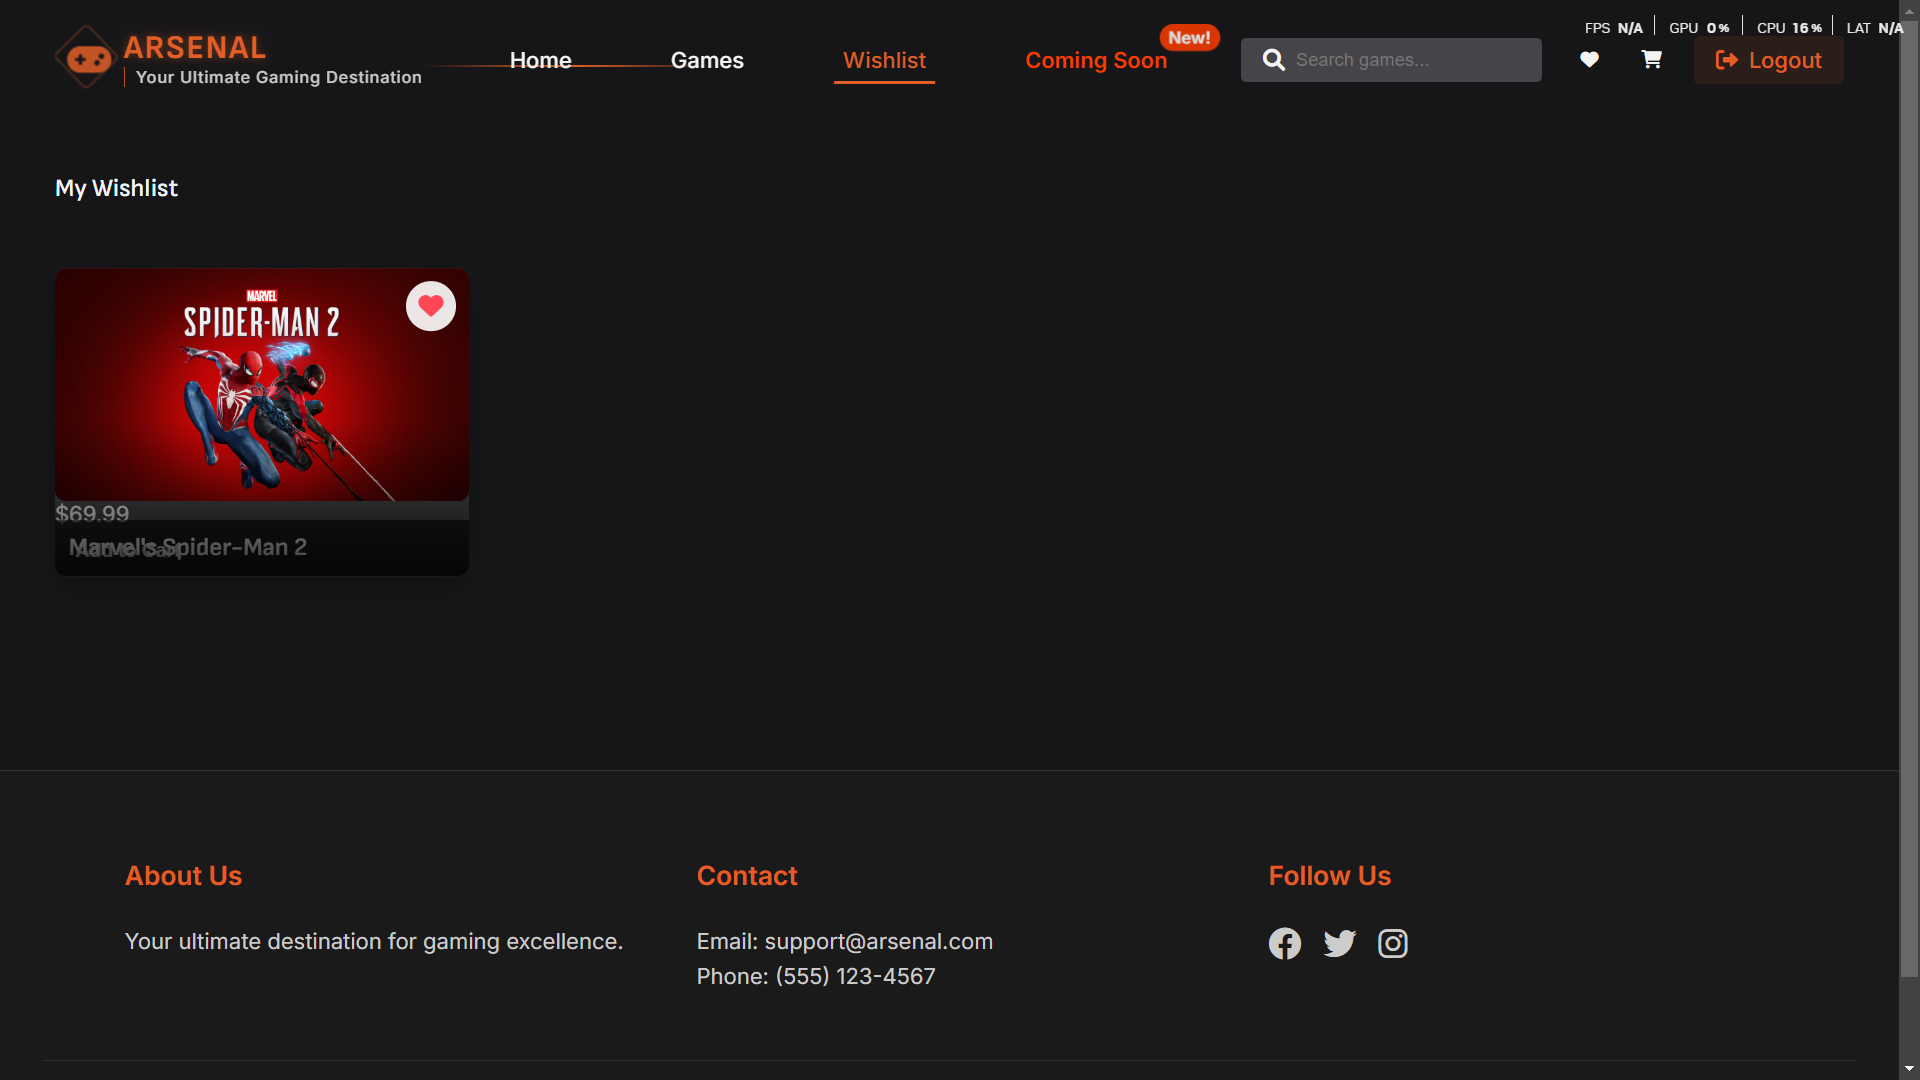 FPS N/A GPU 0% CPU 16% LAT N/A
ARSENAL
Your Ultimate Gaming Destination
Home
Games
Wishlist
Coming Soon
New!
Search games...
Logout
My Wishlist
MARVEL
SPIDER-MAN 2
$69.99
Marvel's Spider-Man 2
Add to Cart
About Us
Your ultimate destination for gaming excellence.
Contact
Email: support@arsenal.com
Phone: (555) 123-4567
Follow Us